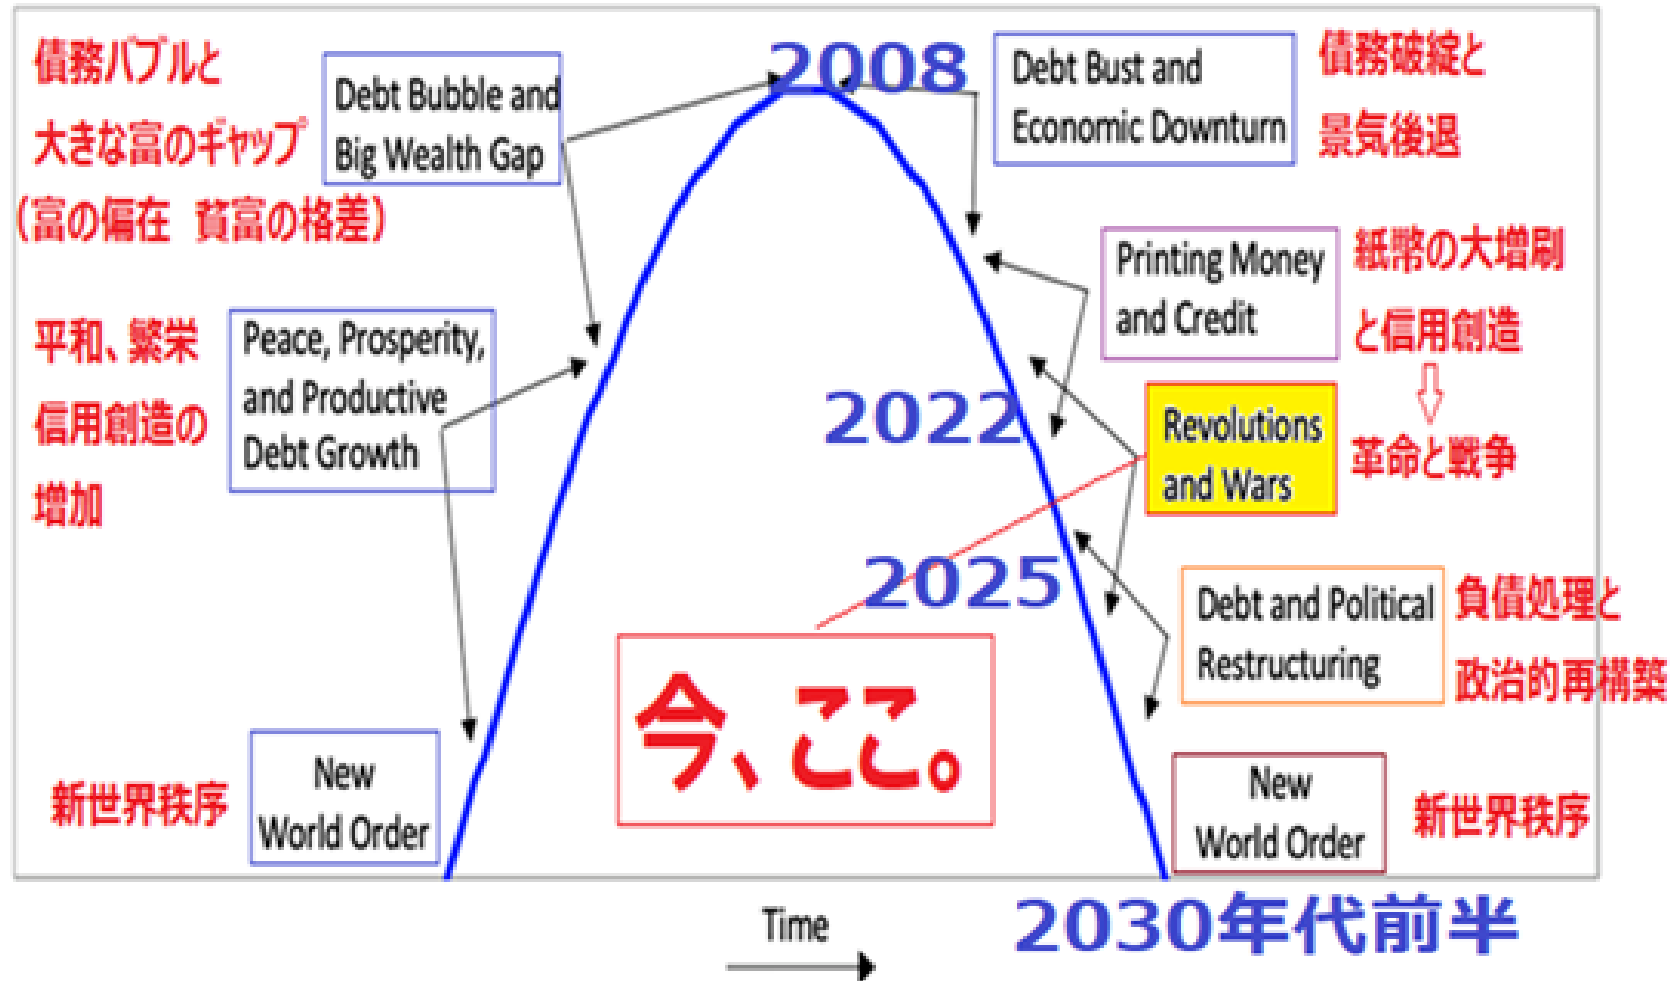 債務バブルと
大きな富のギャップ
（富の偏在　貧富の格差）
Debt Bubble and
Big Wealth Gap
2008
Debt Bust and
Economic Downturn
債務破綻と
景気後退
平和、繁栄
信用創造の
増加
Peace, Prosperity,
and Productive
Debt Growth
Printing Money
and Credit
紙幣の大増刷
と信用創造
2022
Revolutions
and Wars
革命と戦争
2025
今、ここ。
Debt and Political
Restructuring
負債処理と
政治的再構築
新世界秩序
New
World Order
New
World Order
新世界秩序
Time
2030年代前半